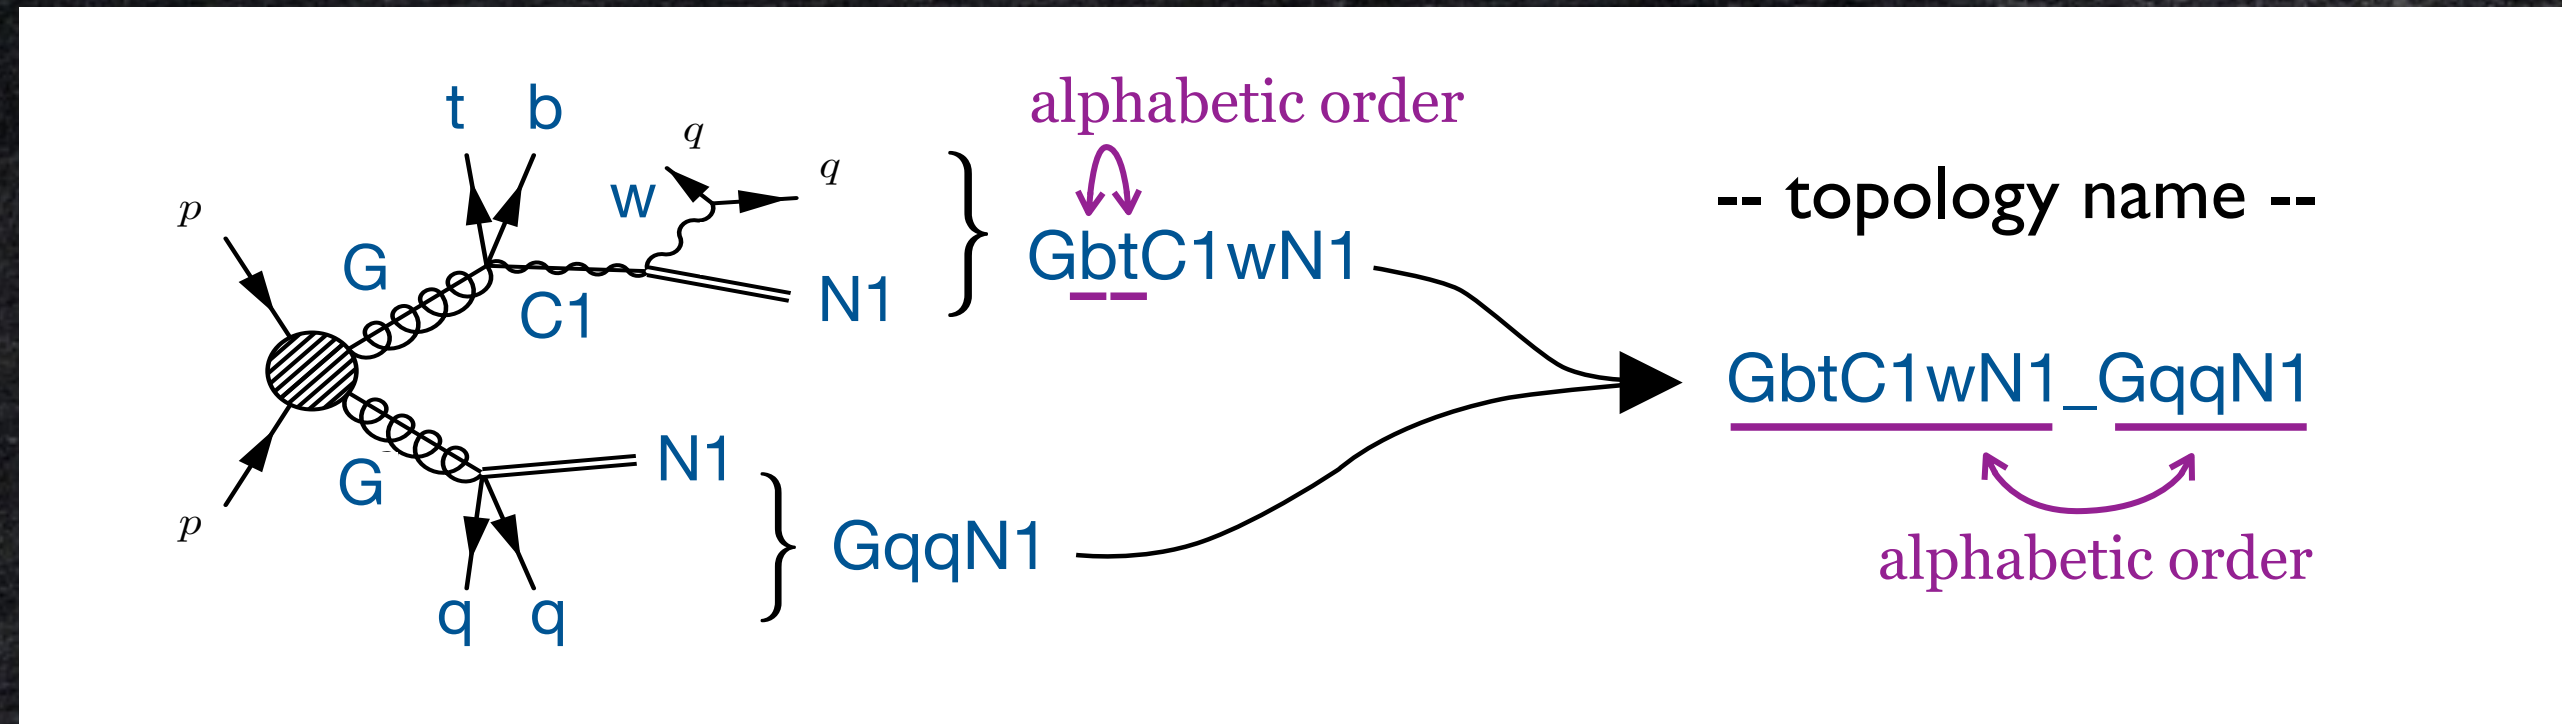 t b
q
q
w
p
G
C1
N1
p
G
N1
q q
alphabetic order
GbtC1wN1
GqqN1
-- topology name --
GbtC1wN1_GqqN1
alphabetic order